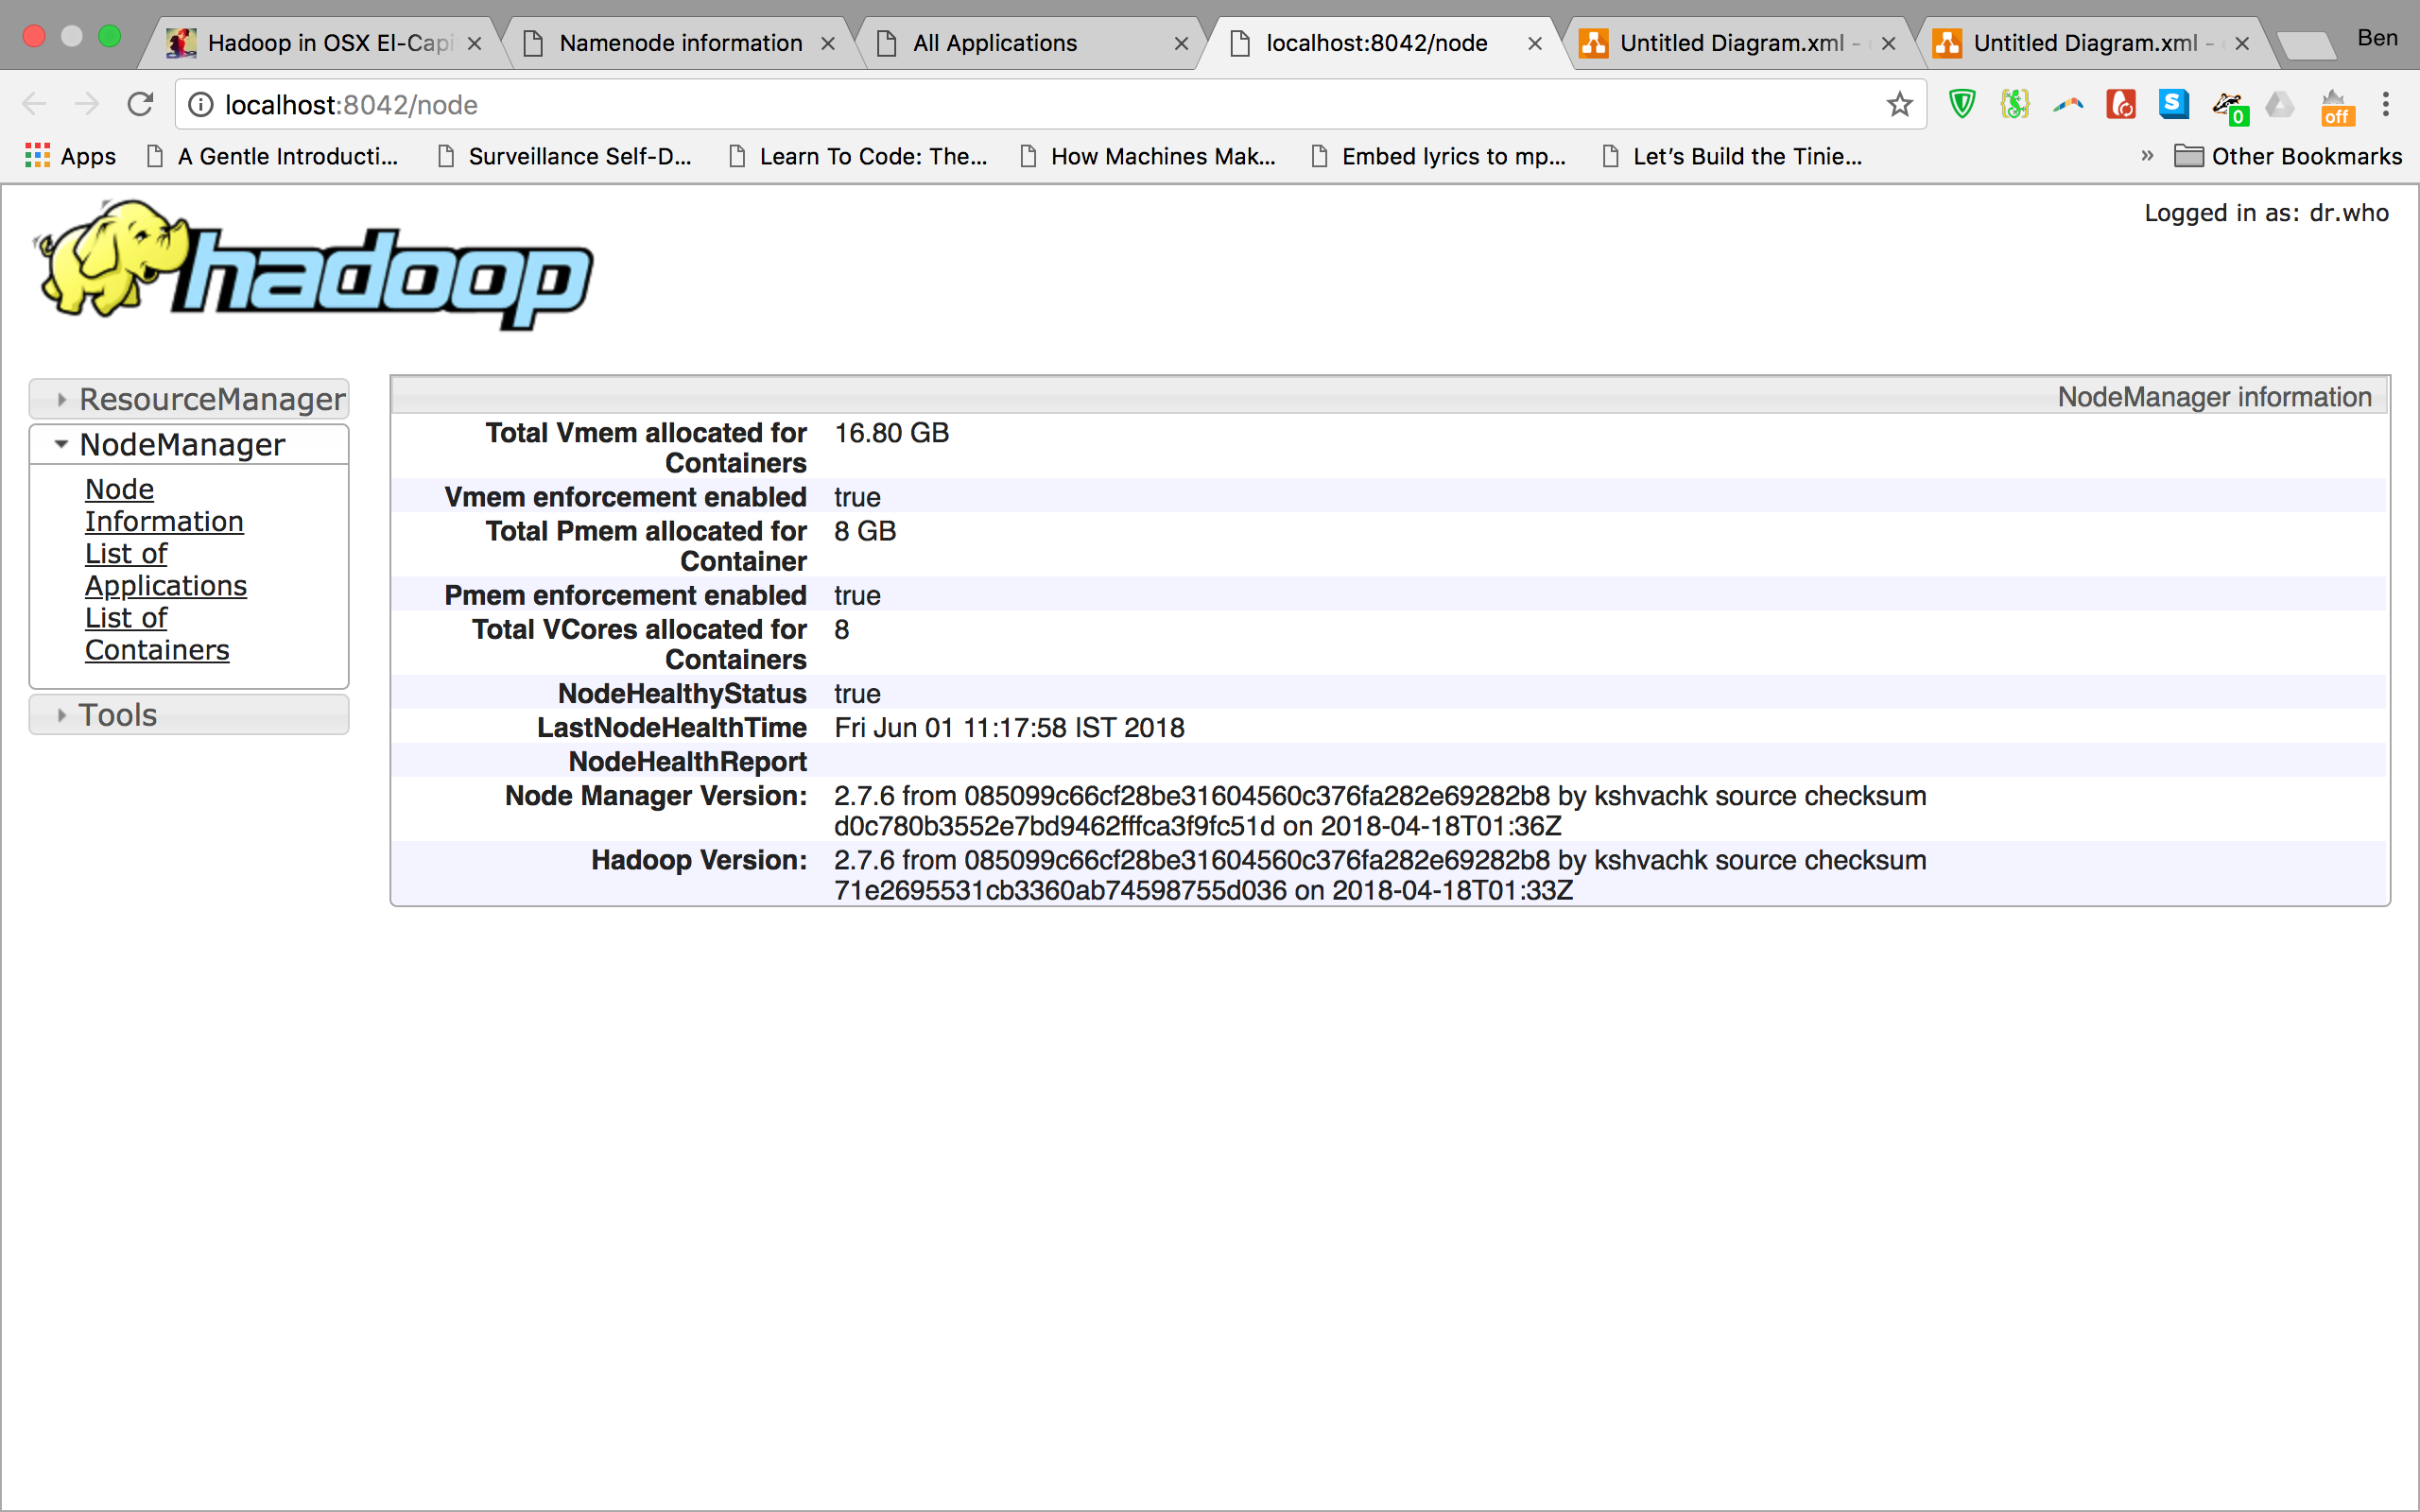 Hadoop in OSX El-Capi
Namenode information
All Applications
localhost:8042/node
Untitled Diagram.xml -
Untitled Diagram.xml -
Ben
localhost:8042/node
S
0
off
Apps
A Gentle Introducti...
Surveillance Self-D...
Learn To Code: The...
How Machines Mak...
Embed lyrics to mp...
Let's Build the Tinie...
»
Other Bookmarks
hadoop
Logged in as: dr.who
ResourceManager
NodeManager
Node
Information
List of
Applications
List of
Containers
Tools
NodeManager information
Total Vmem allocated for
Containers
16.80 GB
Vmem enforcement enabled
true
Total Pmem allocated for
Container
8 GB
Pmem enforcement enabled
true
Total VCores allocated for
Containers
8
NodeHealthyStatus
true
LastNodeHealthTime
Fri Jun 01 11:17:58 IST 2018
NodeHealthReport
Node Manager Version:
2.7.6 from 085099c66cf28be31604560c376fa282e69282b8 by kshvachk source checksum
d0c780b3552e7bd9462fffca3f9fc51d on 2018-04-18T01:36Z
Hadoop Version:
2.7.6 from 085099c66cf28be31604560c376fa282e69282b8 by kshvachk source checksum
71e2695531cb3360ab74598755d036 on 2018-04-18T01:33Z